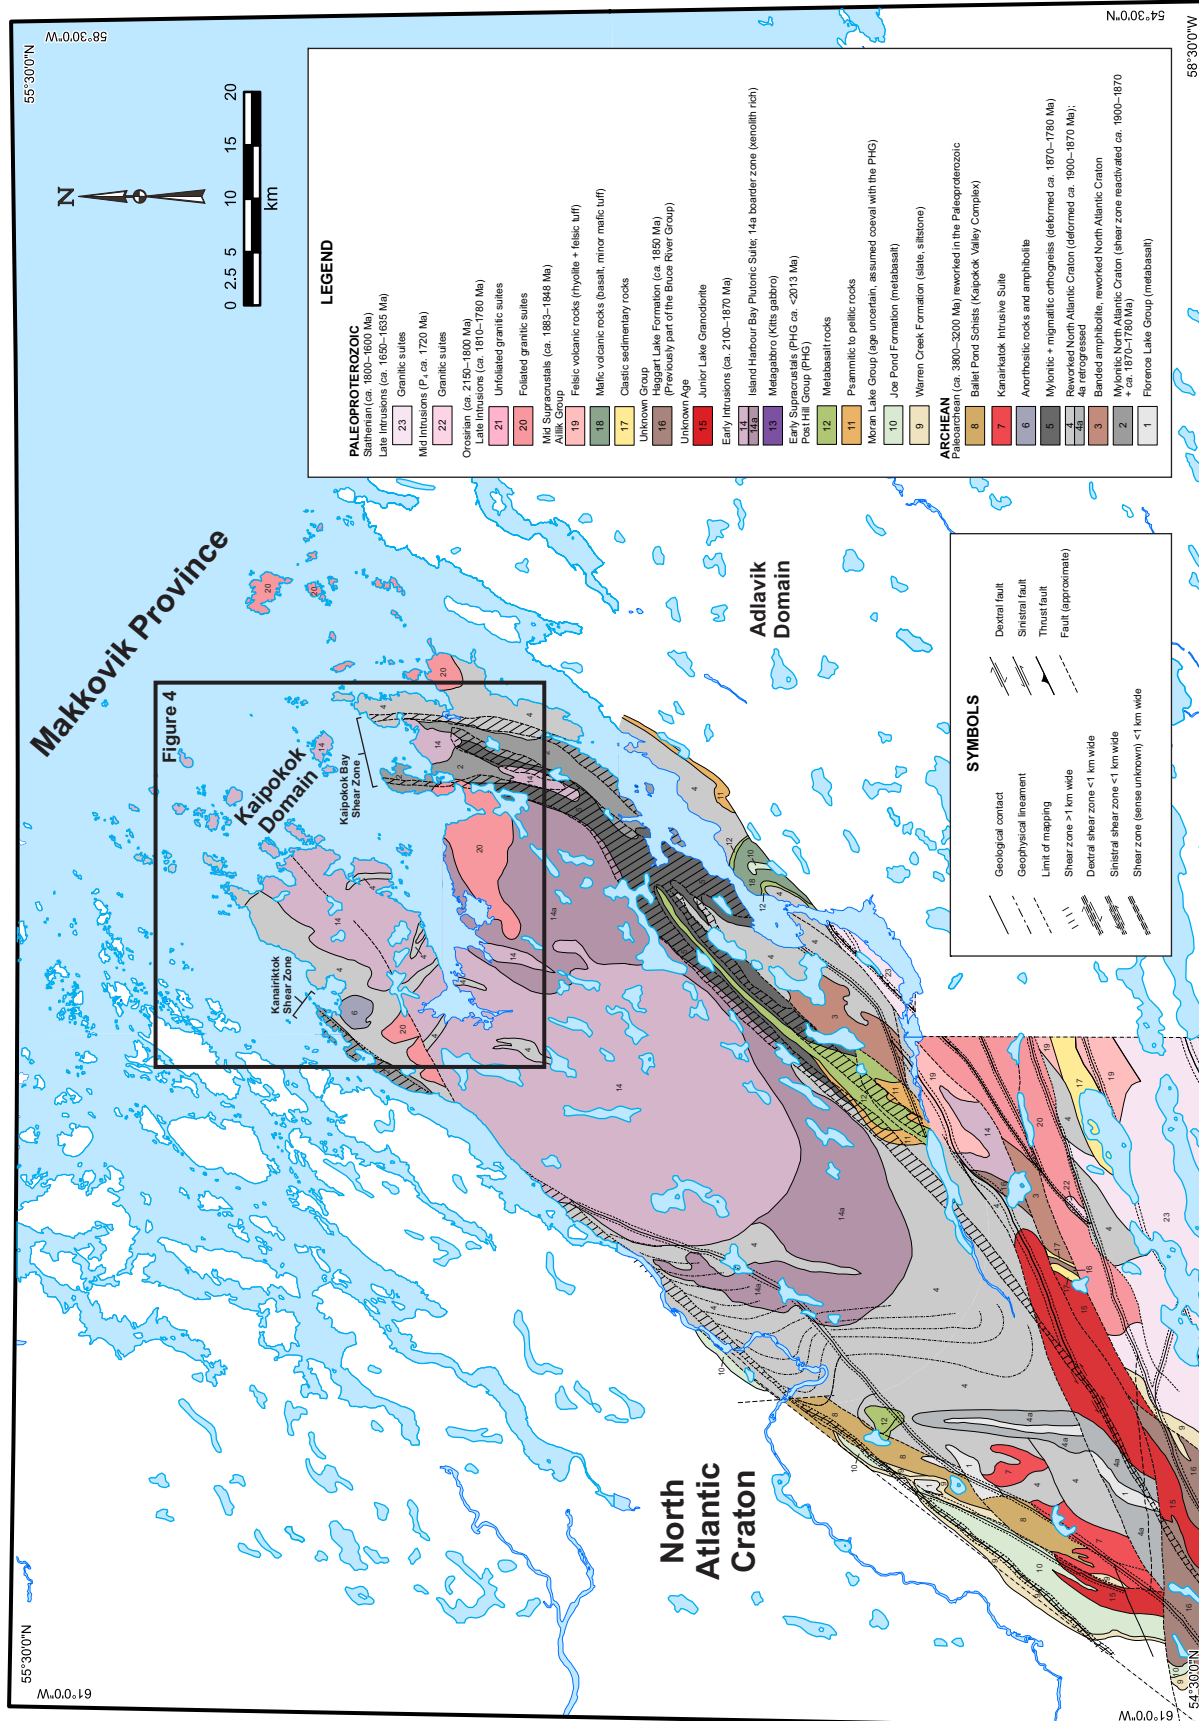 55°30'0"N
58°30'0"W
54°30'0"N
58°30'0"W
55°30'0"N
61°0'0"W
61°0'0"W
54°30'0"N
N
0 2.5 5 10 15 20
km
Makkovik Province
Figure 4
Kaipokok
Domain
Kaipokok Bay
Shear Zone
Kanairiktok
Shear Zone
Adlavik
Domain
North
Atlantic
Craton
LEGEND
PALEOPROTEROZOIC
Statherian (ca. 1800–1600 Ma)
Late Intrusions (ca. 1650–1635 Ma)
23 Granitic suites
Mid Intrusions (P₄ ca. 1720 Ma)
22 Granitic suites
Orosirian (ca. 2150–1800 Ma)
Late Intrusions (ca. 1810–1780 Ma)
21 Unfoliated granitic suites
20 Foliated granitic suites
Mid Supracrustals (ca. 1883–1848 Ma)
Aillik Group
19 Felsic volcanic rocks (rhyolite + felsic tuff)
18 Mafic volcanic rocks (basalt, minor mafic tuff)
17 Clastic sedimentary rocks
Unknown Group
16 Haggart Lake Formation (ca. 1850 Ma)
(Previously part of the Bruce River Group)
Unknown Age
15 Junior Lake Granodiorite
Early Intrusions (ca. 2100–1870 Ma)
14 14a Island Harbour Bay Plutonic Suite; 14a boarder zone (xenolith rich)
13 Metagabbro (Kitts gabbro)
Early Supracrustals (PHG ca. <2013 Ma)
Post Hill Group (PHG)
12 Metabasalt rocks
11 Psammitic to pelitic rocks
Moran Lake Group (age uncertain, assumed coeval with the PHG)
10 Joe Pond Formation (metabasalt)
9 Warren Creek Formation (slate, siltstone)
ARCHEAN
Paleoarchean (ca. 3800–3200 Ma) reworked in the Paleoproterozoic
8 Ballet Pond Schists (Kaipokok Valley Complex)
7 Kanairkatok Intrusive Suite
6 Anorthositic rocks and amphibolite
5 Mylonitic + migmatitic orthogneiss (deformed ca. 1870–1780 Ma)
4 4a Reworked North Atlantic Craton (deformed ca. 1900–1870 Ma);
4a retrogressed
3 Banded amphibolite, reworked North Atlantic Craton
2 Mylonitic North Atlantic Craton (shear zone reactivated ca. 1900–1870
+ ca. 1870–1780 Ma)
1 Florence Lake Group (metabasalt)
SYMBOLS
Geological contact
Geophysical lineament
Limit of mapping
Shear zone >1 km wide
Dextral shear zone <1 km wide
Sinistral shear zone <1 km wide
Shear zone (sense unknown) <1 km wide
Dextral fault
Sinistral fault
Thrust fault
Fault (approximate)